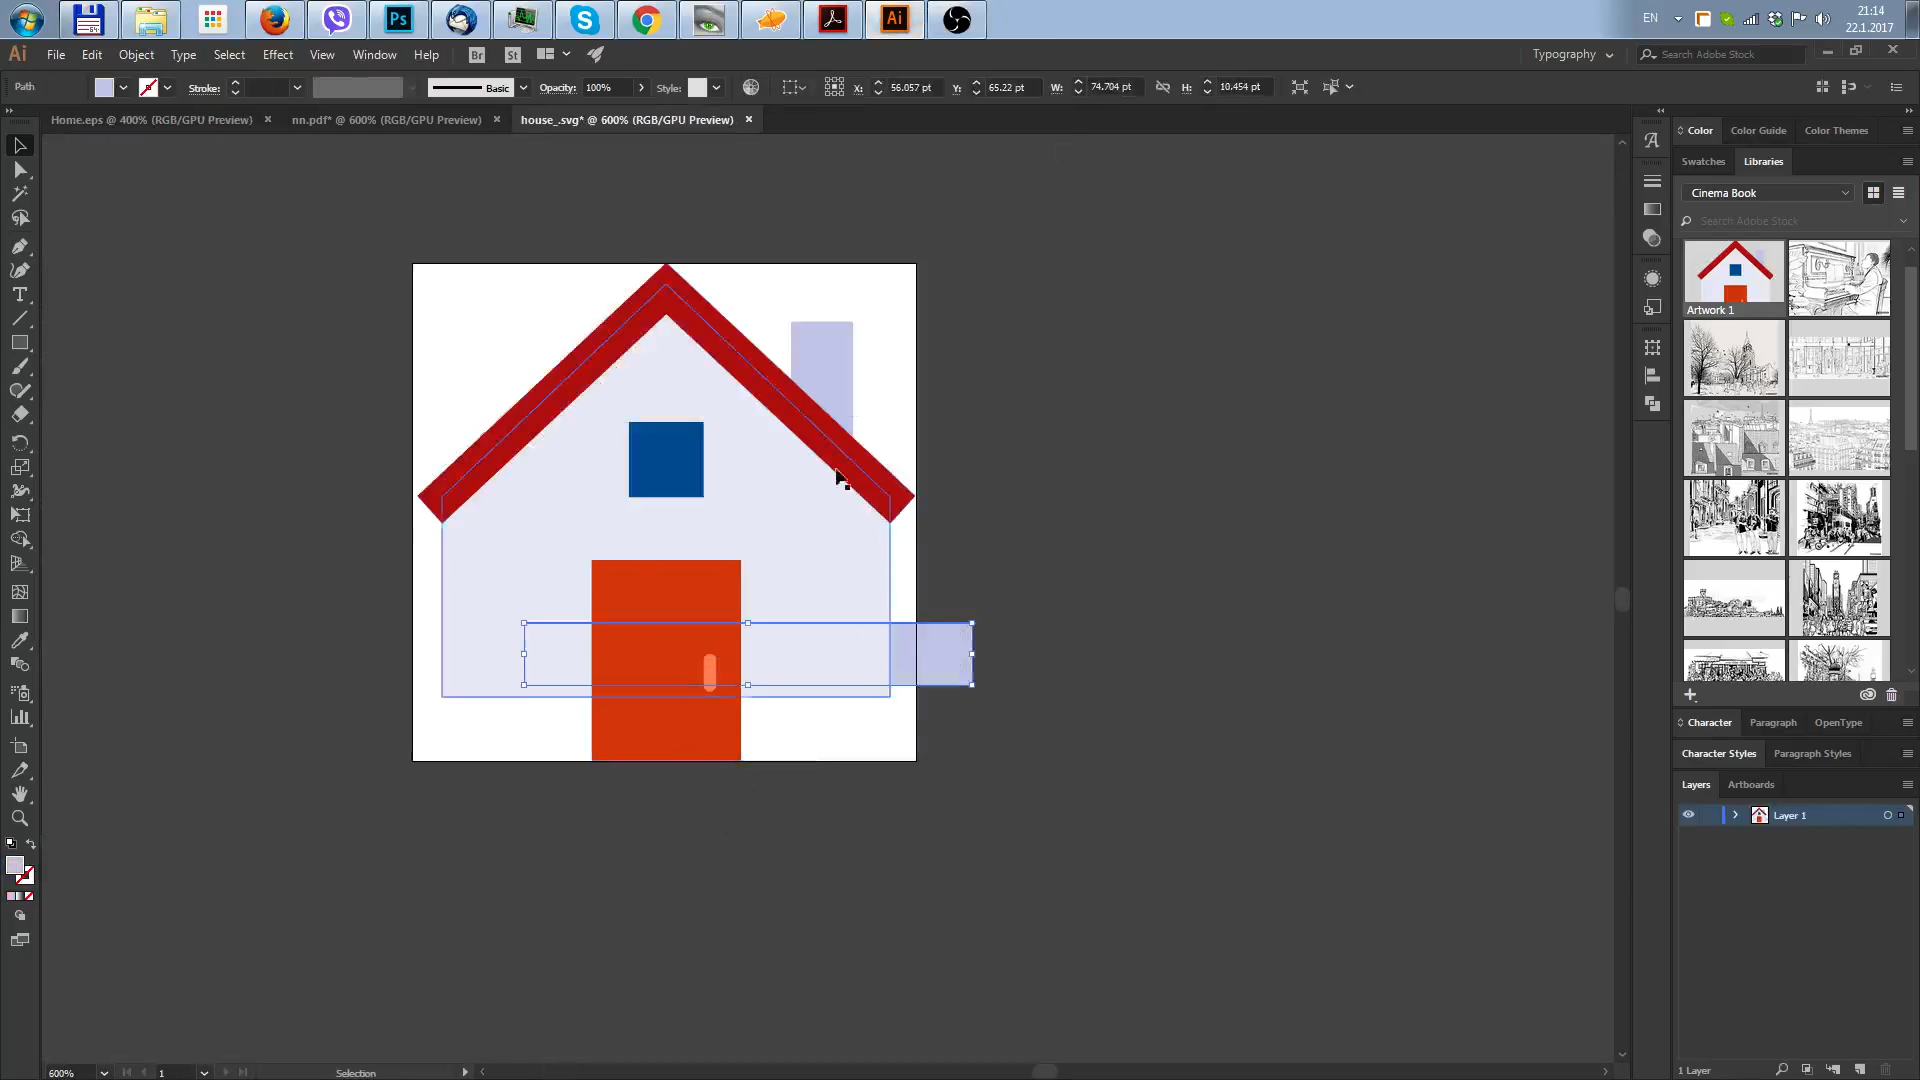 EN
21:14
22.1.2017
Ps
Ai
Ai
File
Edit
Object
Type
Select
Effect
View
Window
Help
Br
St
Typography
Search Adobe Stock
Path
Stroke:
Basic
Opacity:
100%
Style:
X:
56.057 pt
Y:
65.22 pt
W:
74.704 pt
H:
10.454 pt
Home.eps @ 400% (RGB/GPU Preview)
nn.pdf* @ 600% (RGB/GPU Preview)
house_.svg* @ 600% (RGB/GPU Preview)
Color
Color Guide
Color Themes
Swatches
Libraries
Cinema Book
Search Adobe Stock
Artwork 1
Character
Paragraph
OpenType
Character Styles
Paragraph Styles
Layers
Artboards
Layer 1
600%
1
Selection
1 Layer